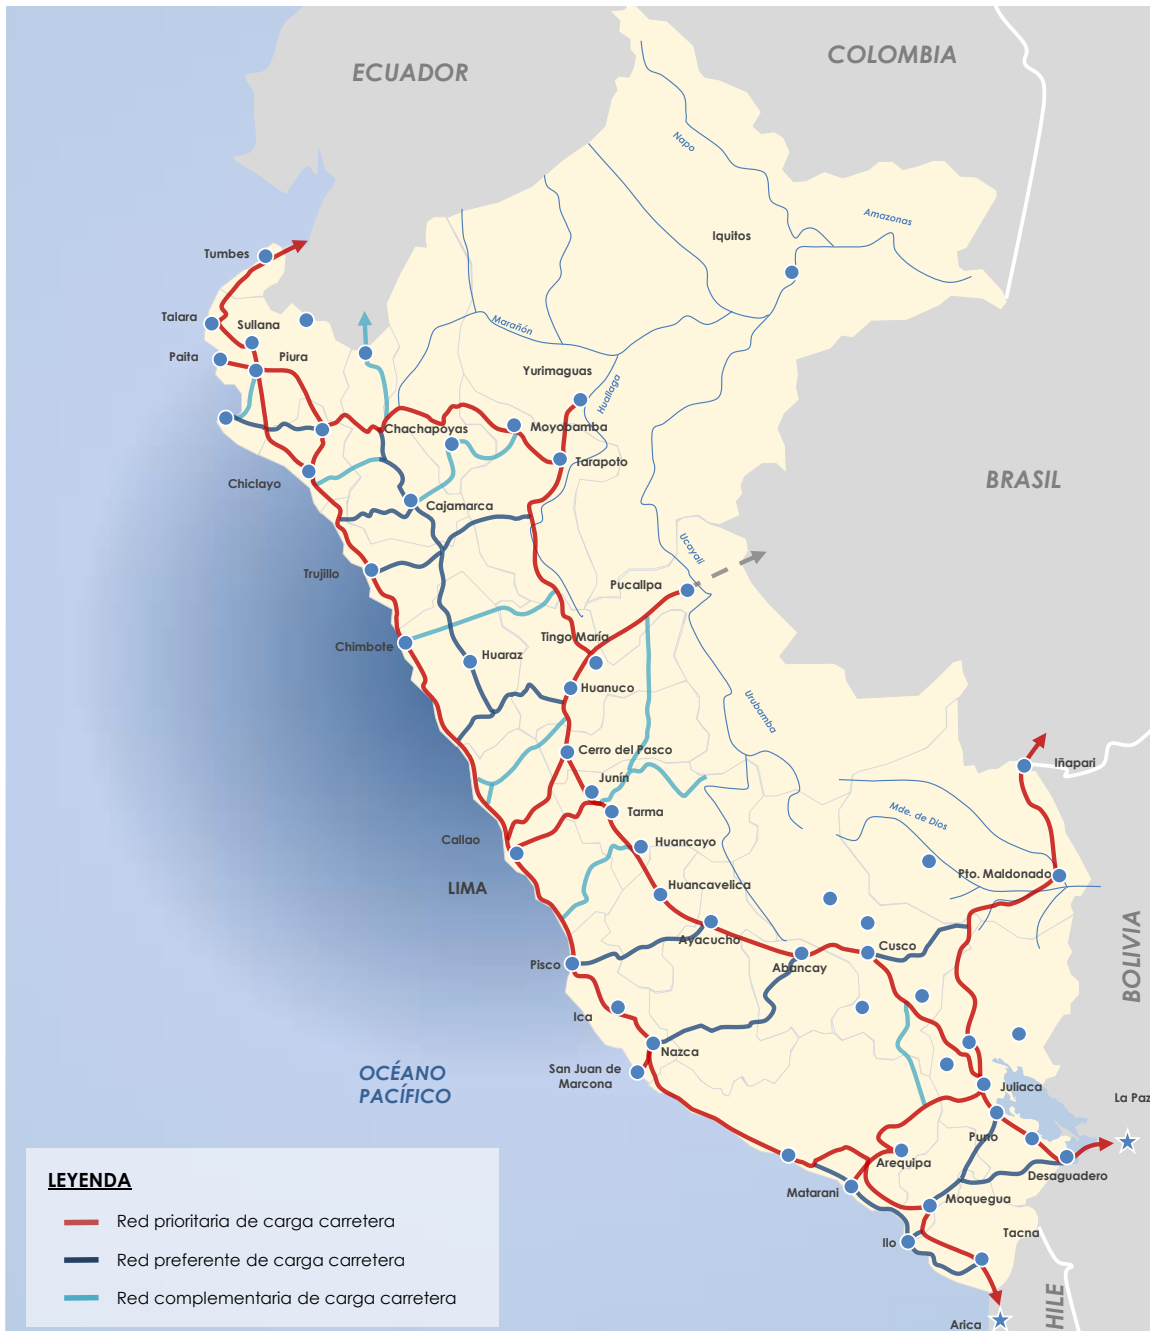 COLOMBIA
ECUADOR
Napo
Amazonas
Iquitos
Tumbes
Talara
Sullana
Marañón
Paita
Piura
Yurimaguas
Huallaga
Chachapoyas
Moyobamba
Tarapoto
Chiclayo
BRASIL
Cajamarca
Ucayali
Trujillo
Pucallpa
Tingo María
Chimbote
Huaraz
Huanuco
Urubamba
Cerro del Pasco
Iñapari
Junín
Tarma
Mde. de Dios
Callao
Huancayo
Pto. Maldonado
LIMA
Huancavelica
Ayacucho
Cusco
BOLIVIA
Pisco
Abancay
Ica
Nazca
OCÉANO
PACÍFICO
San Juan de
Marcona
Juliaca
La Paz
Puno
Arequipa
Desaguadero
Matarani
Moquegua
Tacna
Ilo
HILE
Arica
LEYENDA
Red prioritaria de carga carretera
Red preferente de carga carretera
Red complementaria de carga carretera